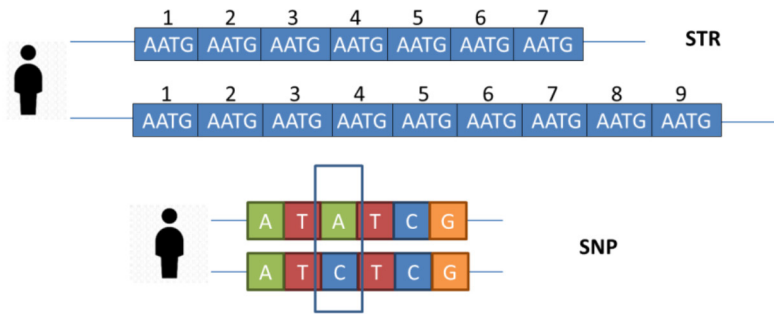 1 2 3 4 5 6 7
AATG AATG AATG AATG AATG AATG AATG
STR
1 2 3 4 5 6 7 8 9
AATG AATG AATG AATG AATG AATG AATG AATG AATG
A T A T C G
SNP
A T C T C G